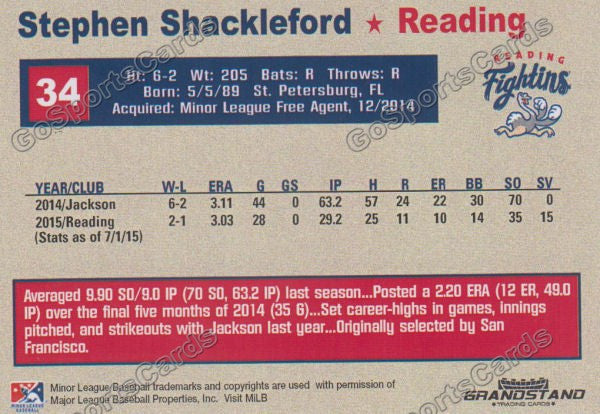 Stephen Shackleford ★ Reading
34
Ht: 6-2 Wt: 205 Bats: R Throws: R
Born: 5/5/89 St. Petersburg, FL
Acquired: Minor League Free Agent, 12/2014
READING
Fightins
YEAR/CLUB W-L ERA G GS IP H R ER BB SO SV
2014/Jackson 6-2 3.11 44 0 63.2 57 24 22 30 70 0
2015/Reading 2-1 3.03 28 0 29.2 25 11 10 14 35 15
(Stats as of 7/1/15)
Averaged 9.90 SO/9.0 IP (70 SO, 63.2 IP) last season...Posted a 2.20 ERA (12 ER, 49.0
IP) over the final five months of 2014 (35 G)...Set career-highs in games, innings
pitched, and strikeouts with Jackson last year...Originally selected by San
Francisco.
MINOR LEAGUE
BASEBALL
Minor League Baseball trademarks and copyrights are used with permission of
Major League Baseball Properties, Inc. Visit MiLB
GRANDSTAND
TRADING CARDS
GoSportsCards
GoSportsCards
GoSportsCards
GoSportsCards
GoSportsCards
GoSportsCards